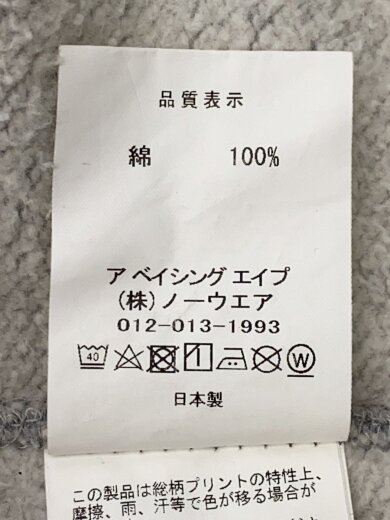 品質表示
綿 100%
ア ベイシング エイプ
(株) ノーウエア
012-013-1993
40 W
日本製
この製品は総柄プリントの特性上、
摩擦、雨、汗等で色が移る場合が